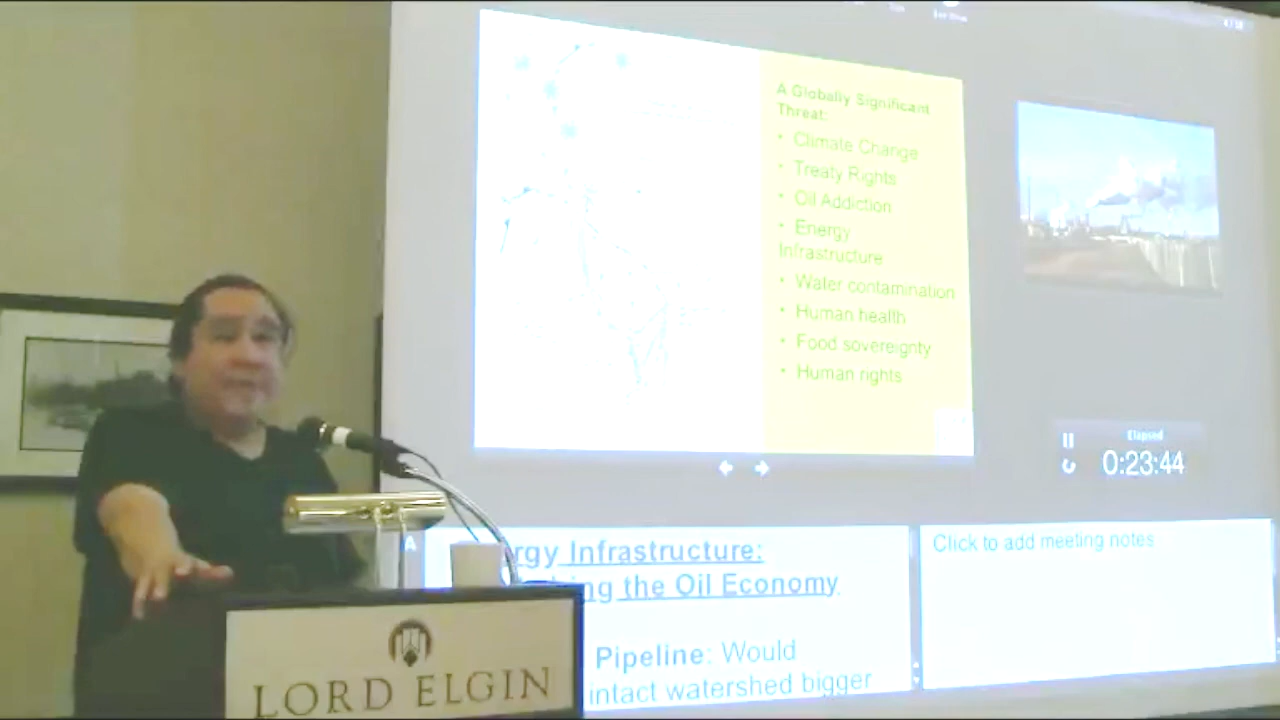 A Globally Significant
Threat:
• Climate Change
• Treaty Rights
• Oil Addiction
• Energy
Infrastructure
• Water contamination
• Human health
• Food sovereignty
• Human rights
Elapsed
0:23:44
rgy Infrastructure:
ing the Oil Economy
Pipeline: Would
intact watershed bigger
Click to add meeting notes
LORD ELGIN